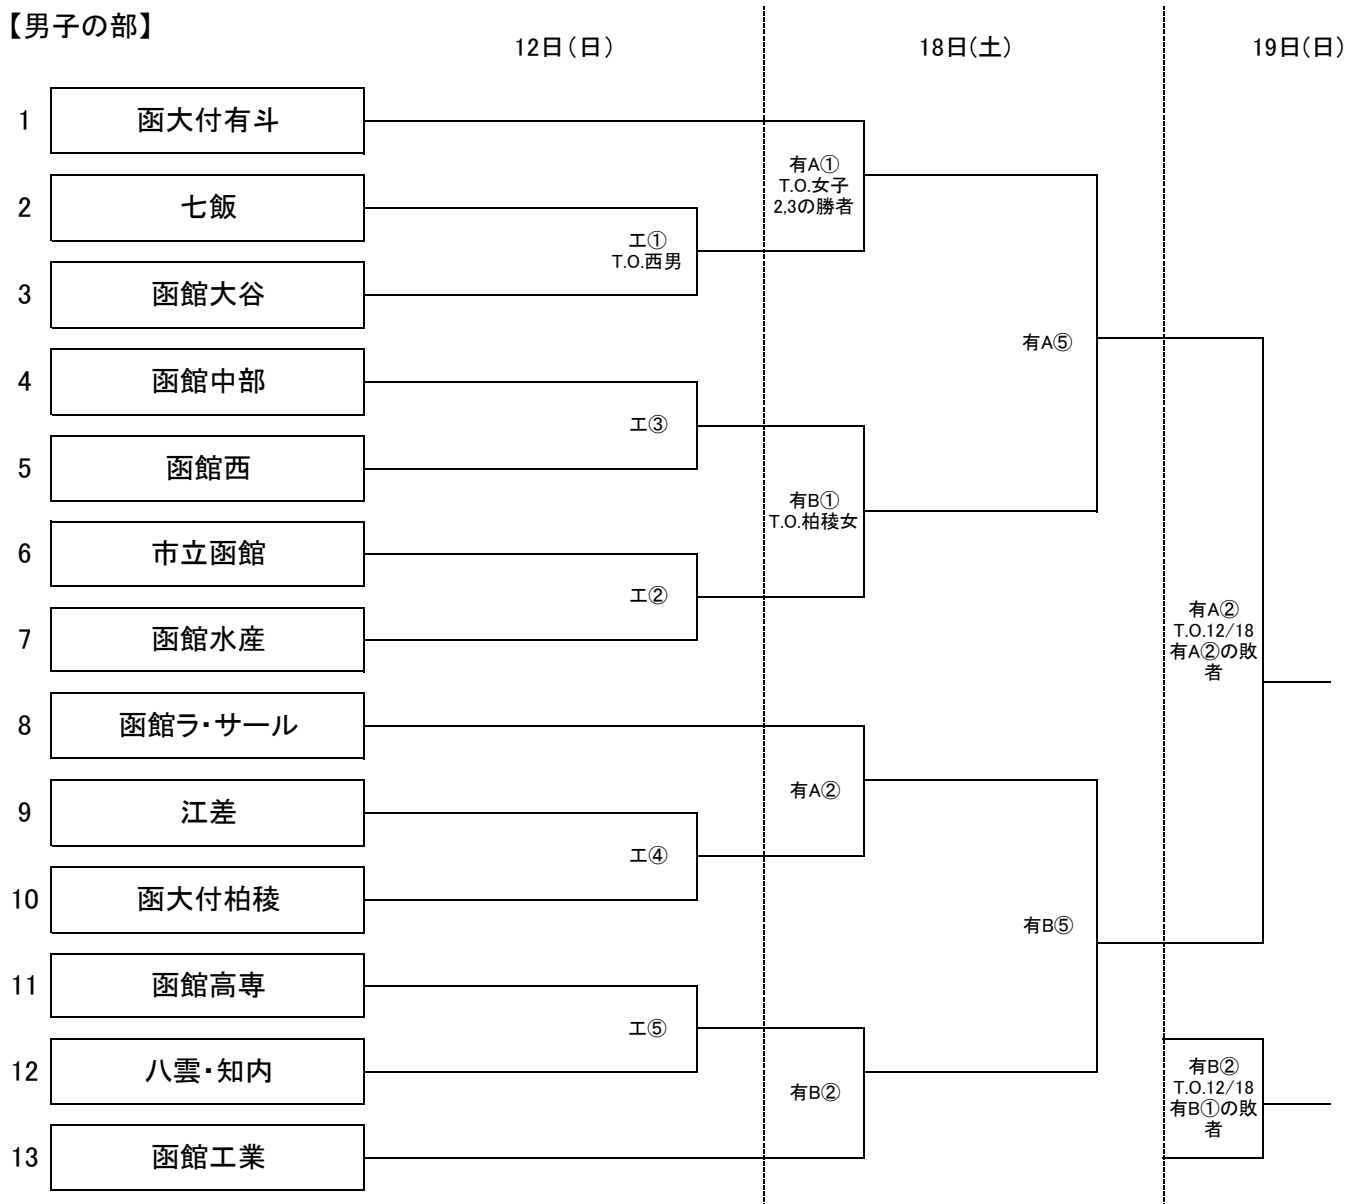 【男子の部】
12日(日)
18日(土)
19日(日)
1 函大付有斗
有A①
T.O.女子
2,3の勝者
2 七飯
エ①
T.O.西男
3 函館大谷
有A⑤
4 函館中部
エ③
5 函館西
有B①
T.O.柏稜女
6 市立函館
エ②
7 函館水産
有A②
T.O.12/18
有A②の敗
者
8 函館ラ・サール
有A②
9 江差
エ④
10 函大付柏稜
有B⑤
11 函館高専
エ⑤
12 八雲・知内
有B②
有B②
T.O.12/18
有B①の敗
者
13 函館工業